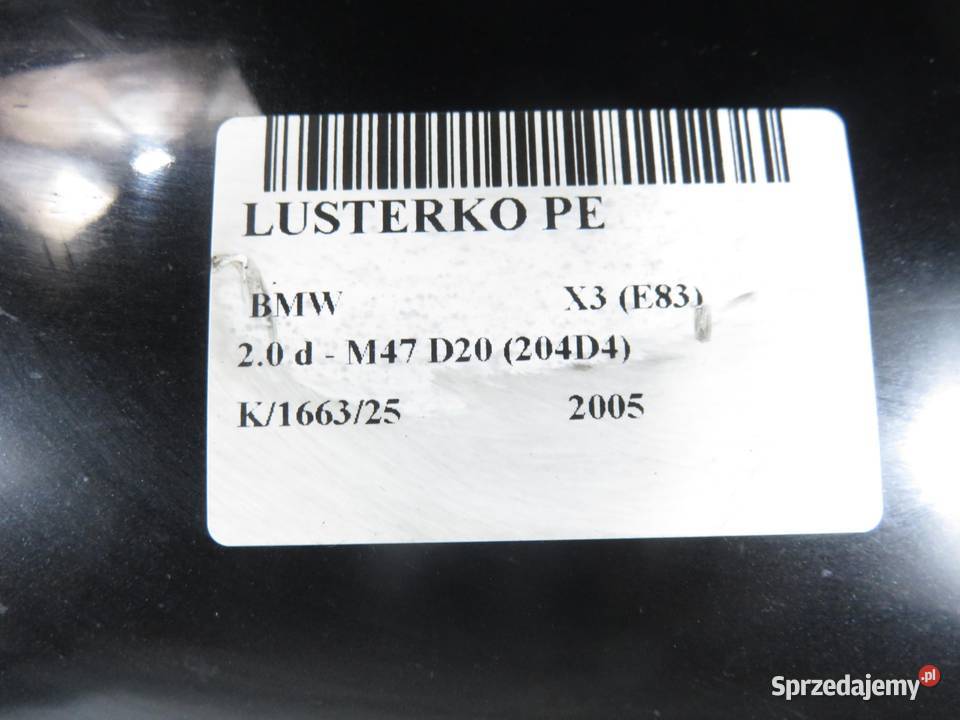 LUSTERKO PE
BMW X3 (E83)
2.0 d - M47 D20 (204D4)
K/1663/25 2005
Sprzedajemy.pl